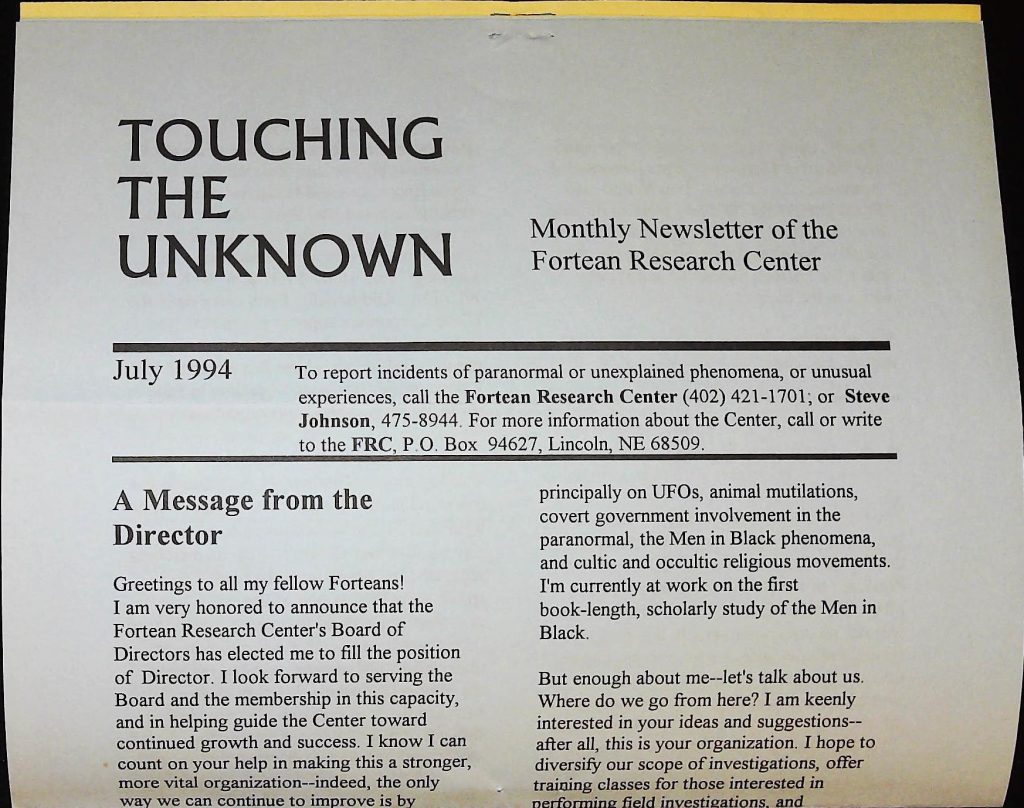 TOUCHING
THE
UNKNOWN
Monthly Newsletter of the
Fortean Research Center
July 1994
To report incidents of paranormal or unexplained phenomena, or unusual
experiences, call the Fortean Research Center (402) 421-1701; or Steve
Johnson, 475-8944. For more information about the Center, call or write
to the FRC, P.O. Box 94627, Lincoln, NE 68509.
A Message from the
Director
Greetings to all my fellow Forteans!
I am very honored to announce that the
Fortean Research Center's Board of
Directors has elected me to fill the position
of Director. I look forward to serving the
Board and the membership in this capacity,
and in helping guide the Center toward
continued growth and success. I know I can
count on your help in making this a stronger,
more vital organization--indeed, the only
way we can continue to improve is by
principally on UFOs, animal mutilations,
covert government involvement in the
paranormal, the Men in Black phenomena,
and cultic and occultic religious movements.
I'm currently at work on the first
book-length, scholarly study of the Men in
Black.
But enough about me--let's talk about us.
Where do we go from here? I am keenly
interested in your ideas and suggestions--
after all, this is your organization. I hope to
diversify our scope of investigations, offer
training classes for those interested in
performing field investigations, and